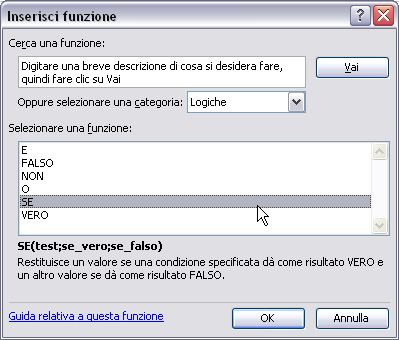 Inserisci funzione
Cerca una funzione:
Digitare una breve descrizione di cosa si desidera fare,
quindi fare clic su Vai
Vai
Oppure selezionare una categoria: Logiche
Selezionare una funzione:
E
FALSO
NON
O
SE
VERO
SE(test;se_vero;se_falso)
Restituisce un valore se una condizione specificata dà come risultato VERO e
un altro valore se dà come risultato FALSO.
Guida relativa a questa funzione
OK
Annulla